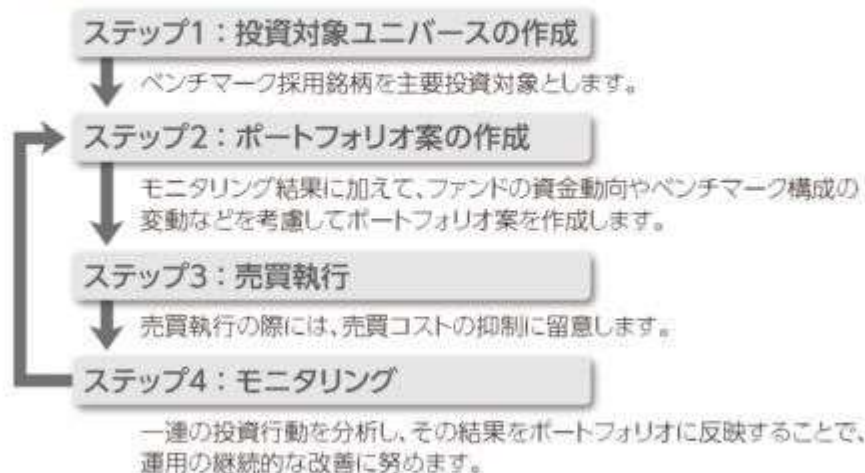 ステップ1：投資対象ユニバースの作成
ベンチマーク採用銘柄を主要投資対象とします。
ステップ2：ポートフォリオ案の作成
モニタリング結果に加えて、ファンドの資金動向やベンチマーク構成の
変動などを考慮してポートフォリオ案を作成します。
ステップ3：売買執行
売買執行の際には、売買コストの抑制に留意します。
ステップ4：モニタリング
一連の投資行動を分析し、その結果をポートフォリオに反映することで、
運用の継続的な改善に努めます。